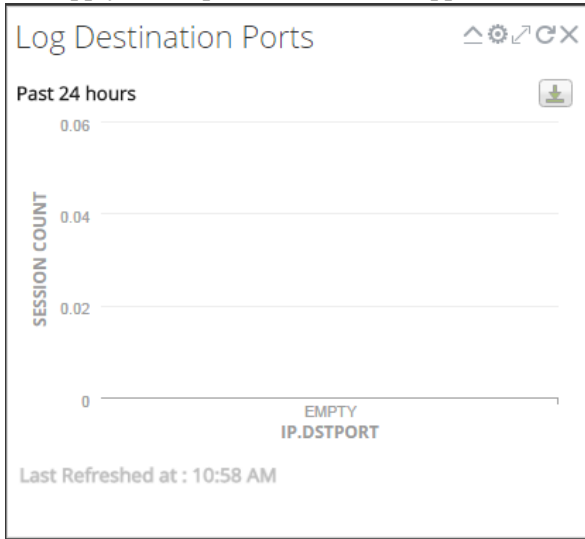 Log Destination Ports
Past 24 hours
0.06
0.04
SESSION COUNT
0.02
0
EMPTY
IP.DSTPORT
Last Refreshed at : 10:58 AM